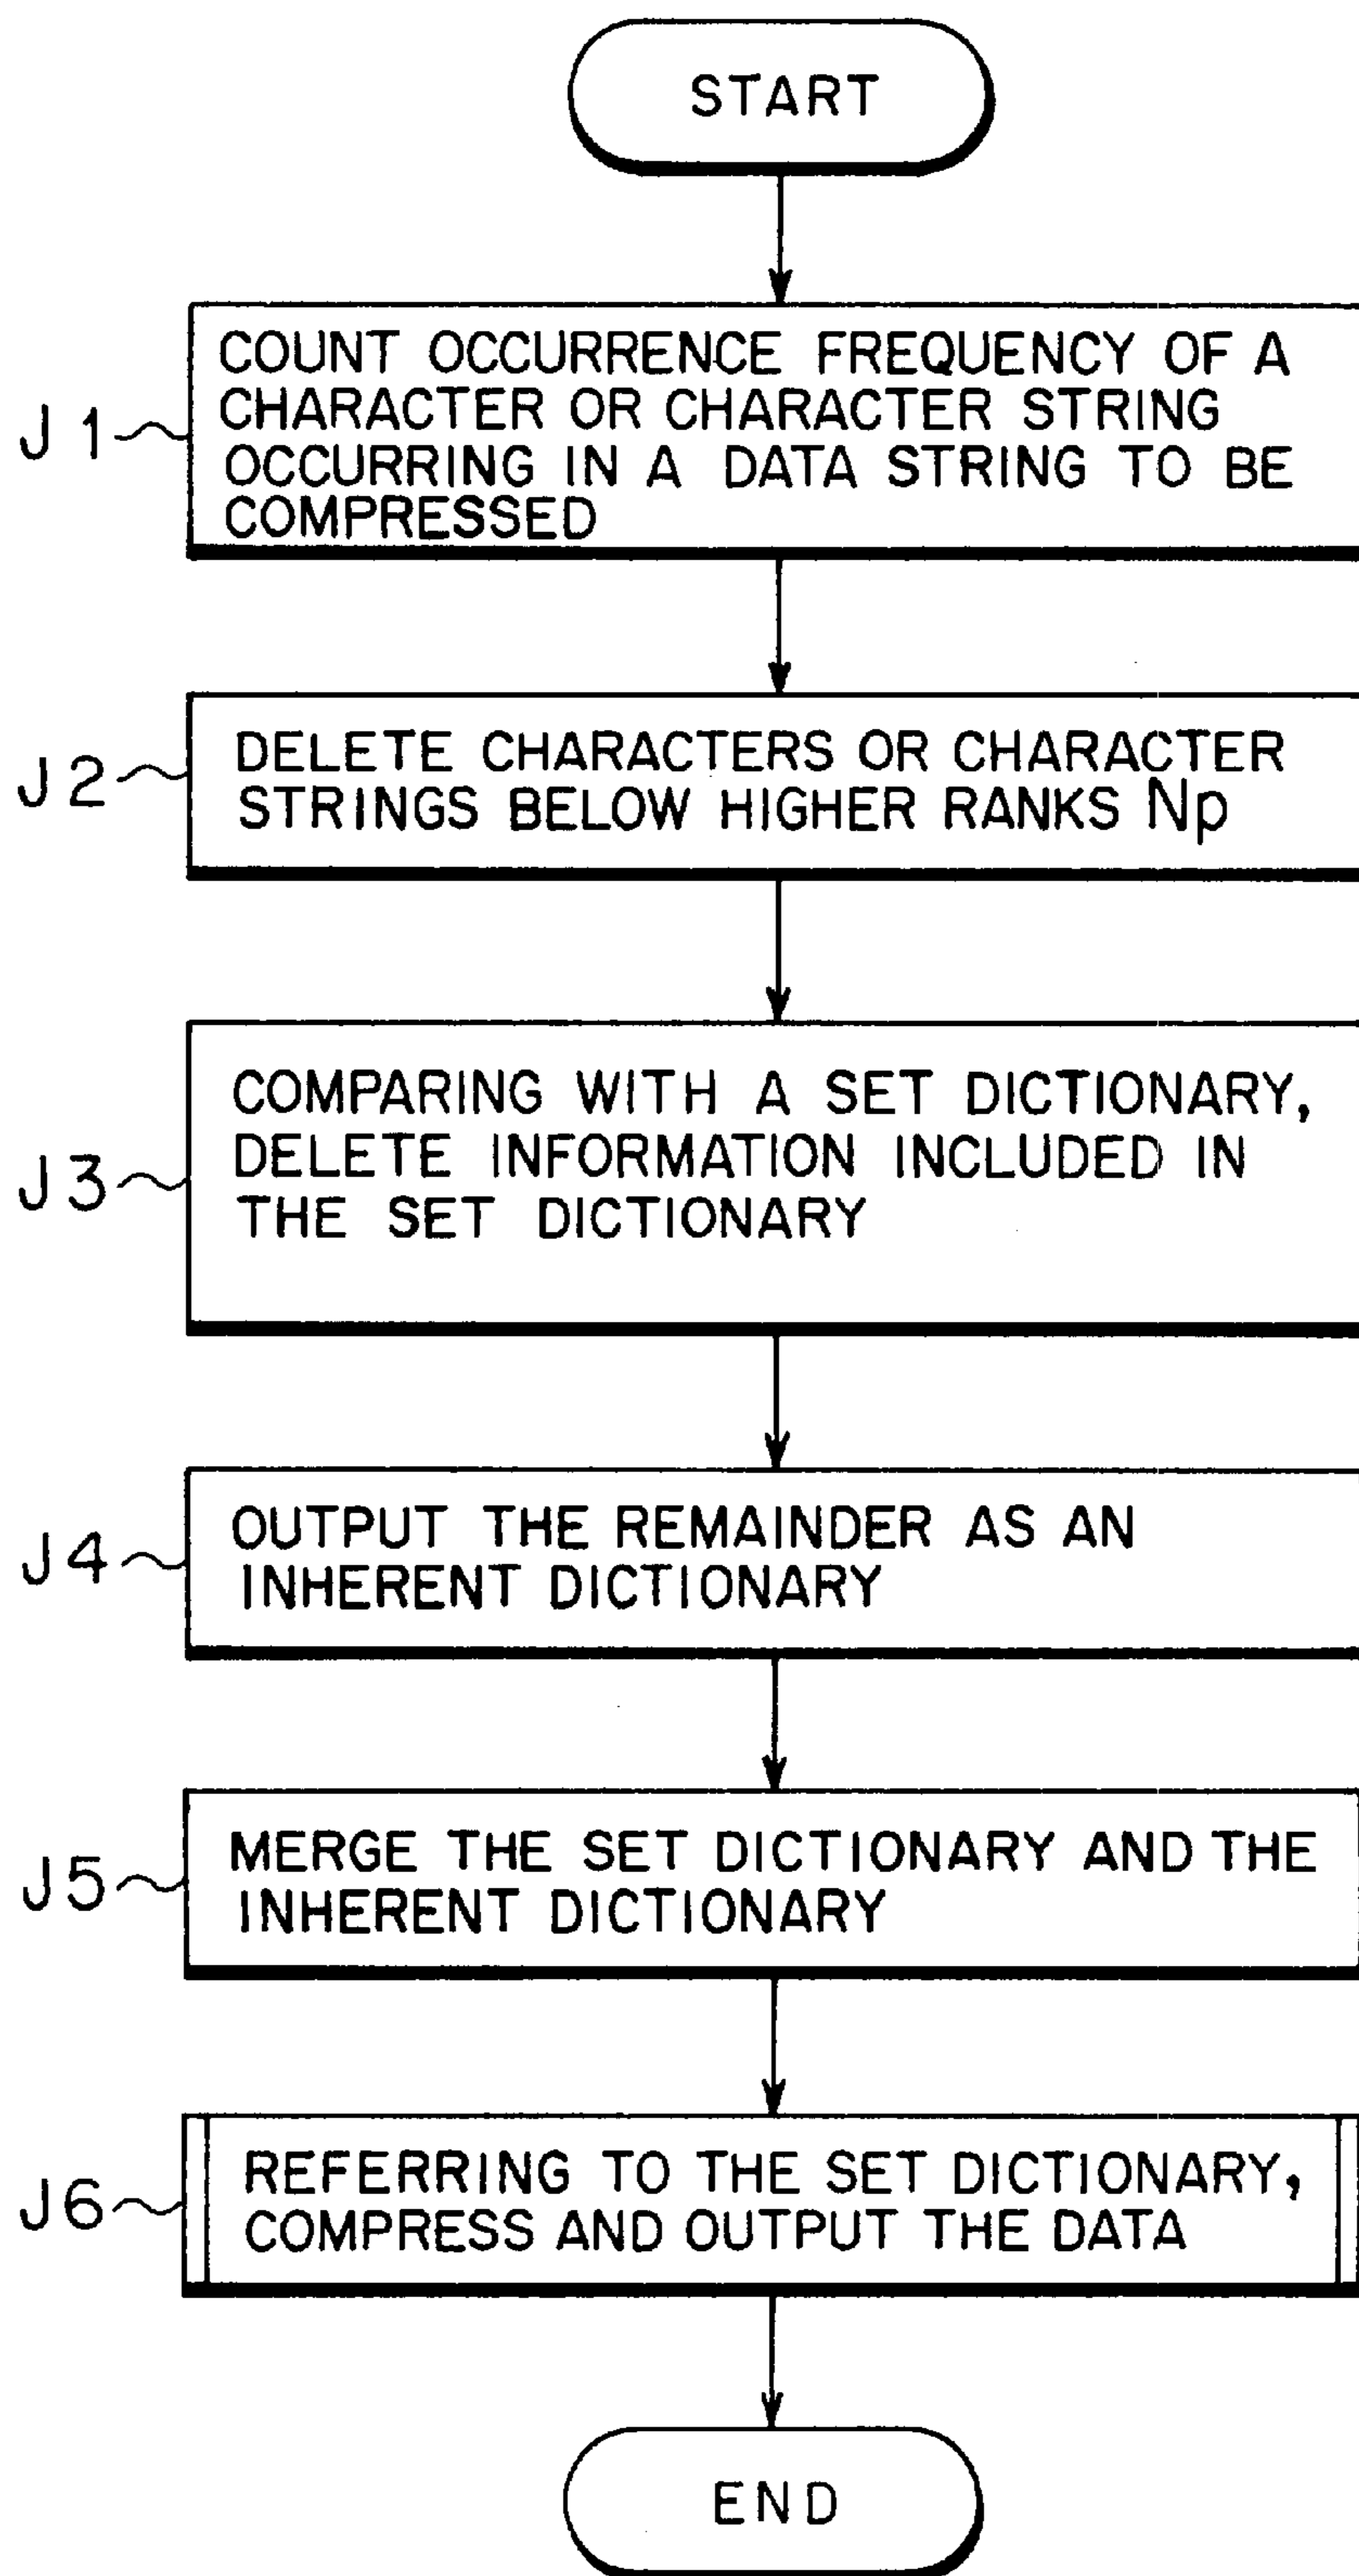 START
J1
COUNT OCCURRENCE FREQUENCY OF A
CHARACTER OR CHARACTER STRING
OCCURRING IN A DATA STRING TO BE
COMPRESSED
J2
DELETE CHARACTERS OR CHARACTER
STRINGS BELOW HIGHER RANKS Np
J3
COMPARING WITH A SET DICTIONARY,
DELETE INFORMATION INCLUDED IN
THE SET DICTIONARY
J4
OUTPUT THE REMAINDER AS AN
INHERENT DICTIONARY
J5
MERGE THE SET DICTIONARY AND THE
INHERENT DICTIONARY
J6
REFERRING TO THE SET DICTIONARY,
COMPRESS AND OUTPUT THE DATA
END